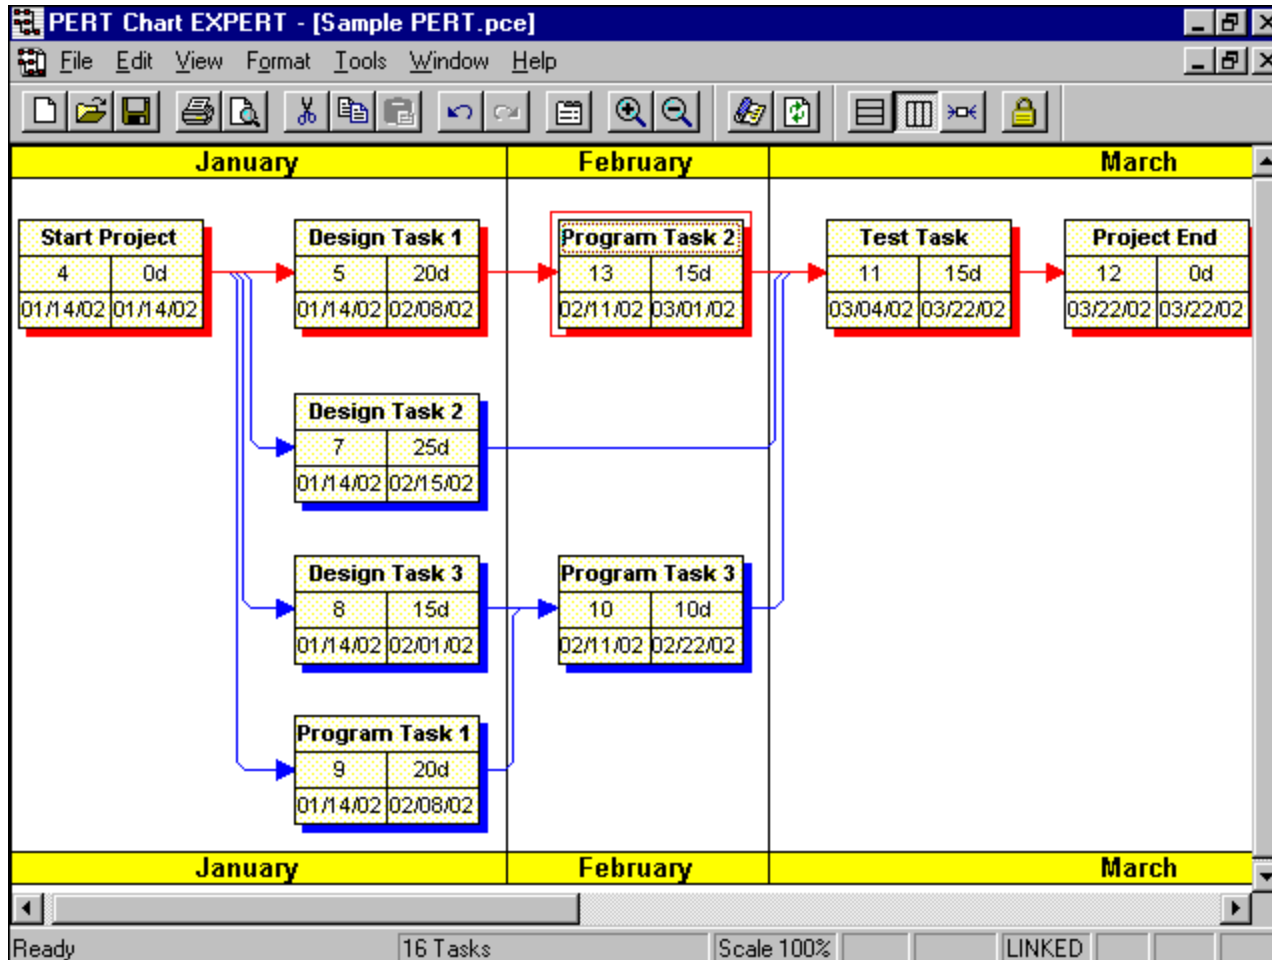 PERT Chart EXPERT - [Sample PERT.pce]
File Edit View Format Tools Window Help
January February March
Start Project Design Task 1 Program Task 2 Test Task Project End
4 0d 5 20d 13 15d 11 15d 12 0d
01/14/02 01/14/02 01/14/02 02/08/02 02/11/02 03/01/02 03/04/02 03/22/02 03/22/02 03/22/02
Design Task 2
7 25d
01/14/02 02/15/02
Design Task 3 Program Task 3
8 15d 10 10d
01/14/02 02/01/02 02/11/02 02/22/02
Program Task 1
9 20d
01/14/02 02/08/02
January February March
Ready 16 Tasks Scale 100% LINKED